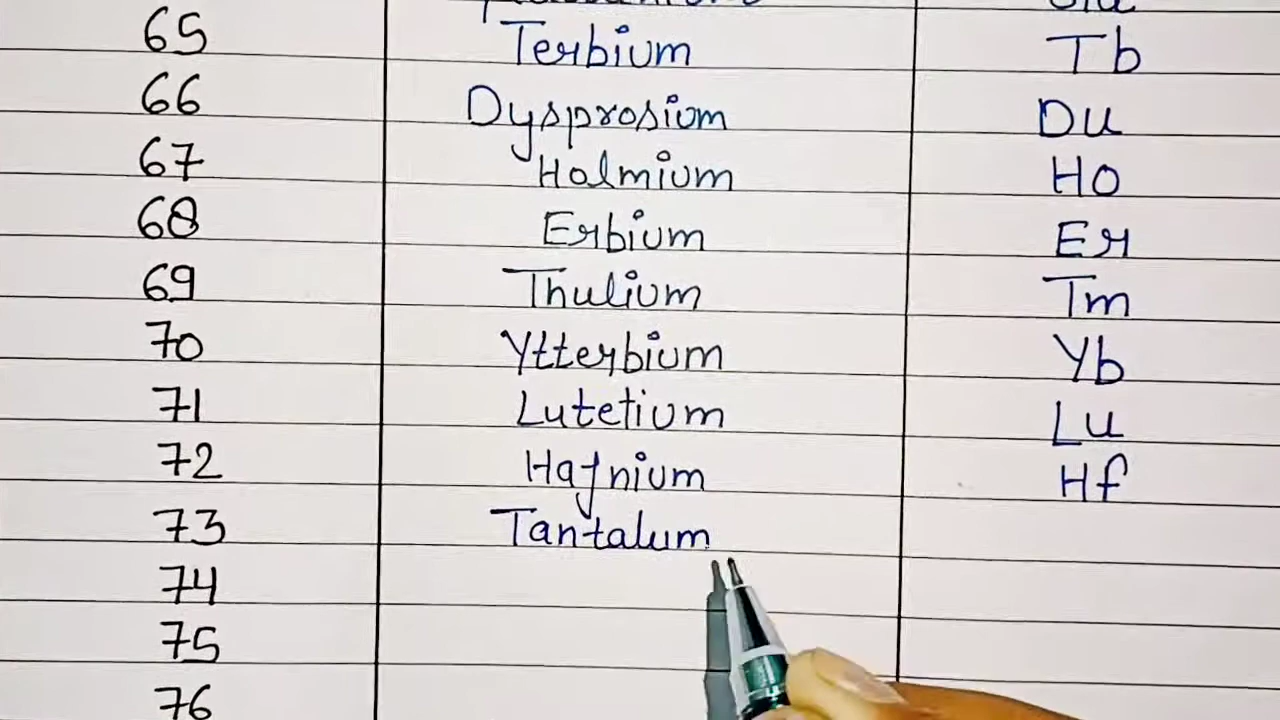 65 Terbium Tb
66 Dysprosium Du
67 Holmium Ho
68 Erbium Er
69 Thulium Tm
70 Ytterbium Yb
71 Lutetium Lu
72 Hafnium Hf
73 Tantalum
74
75
76